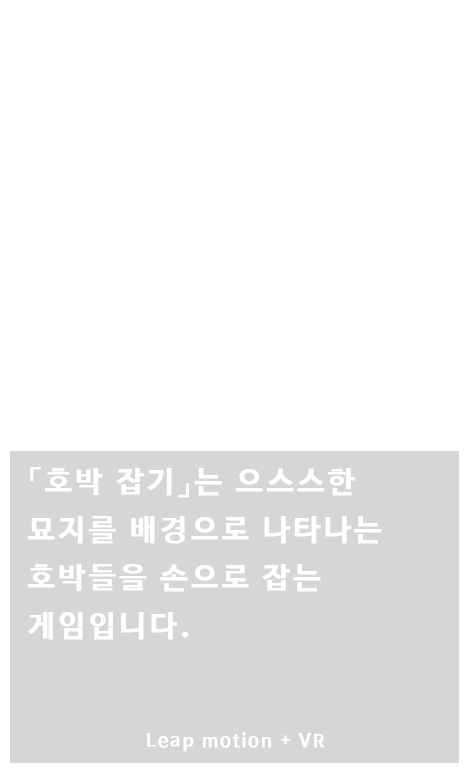 「호박 잡기」는 으스스한
묘지를 배경으로 나타나는
호박들을 손으로 잡는
게임입니다.
Leap motion + VR